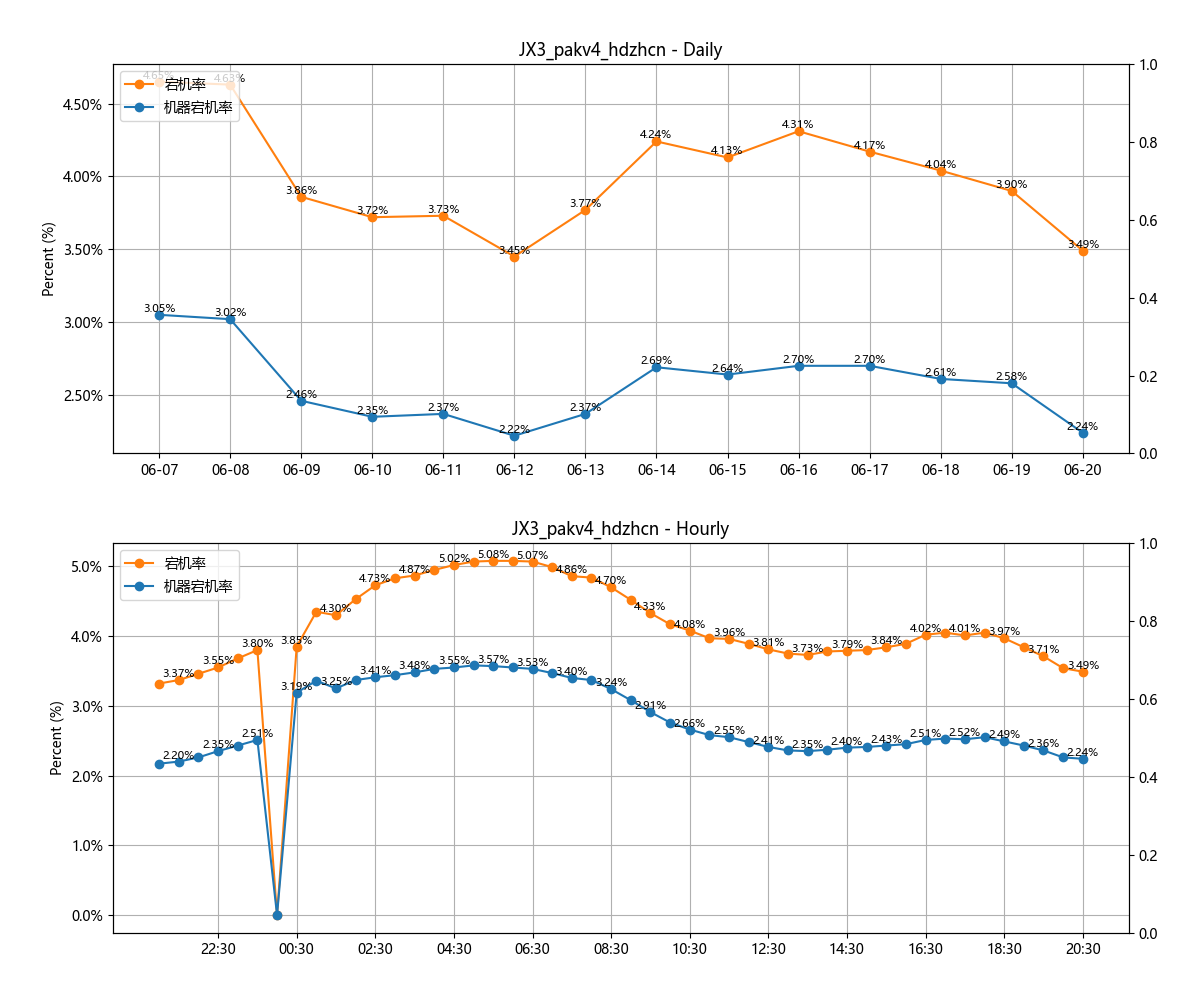 JX3_pakv4_hdzhcn - Daily
宕机率
机器宕机率
Percent (%)
4.50%
4.00%
3.50%
3.00%
2.50%
1.0
0.8
0.6
0.4
0.2
0.0
4.65% 4.63% 3.86% 3.72% 3.73% 3.45% 3.77% 4.24% 4.13% 4.31% 4.17% 4.04% 3.90% 3.49%
3.05% 3.02% 2.46% 2.35% 2.37% 2.22% 2.37% 2.69% 2.64% 2.70% 2.70% 2.61% 2.58% 2.24%
06-07 06-08 06-09 06-10 06-11 06-12 06-13 06-14 06-15 06-16 06-17 06-18 06-19 06-20
JX3_pakv4_hdzhcn - Hourly
宕机率
机器宕机率
Percent (%)
5.0%
4.0%
3.0%
2.0%
1.0%
0.0%
1.0
0.8
0.6
0.4
0.2
0.0
3.37% 3.55% 3.80% 3.85% 4.30% 4.73% 4.87% 5.02% 5.08% 5.07% 4.86% 4.70% 4.33% 4.08% 3.96% 3.81% 3.73% 3.79% 3.84% 4.02% 4.01% 3.97% 3.71% 3.49%
2.20% 2.35% 2.51% 3.19% 3.25% 3.41% 3.48% 3.55% 3.57% 3.53% 3.40% 3.24% 2.91% 2.66% 2.55% 2.41% 2.35% 2.40% 2.43% 2.51% 2.52% 2.49% 2.36% 2.24%
22:30 00:30 02:30 04:30 06:30 08:30 10:30 12:30 14:30 16:30 18:30 20:30